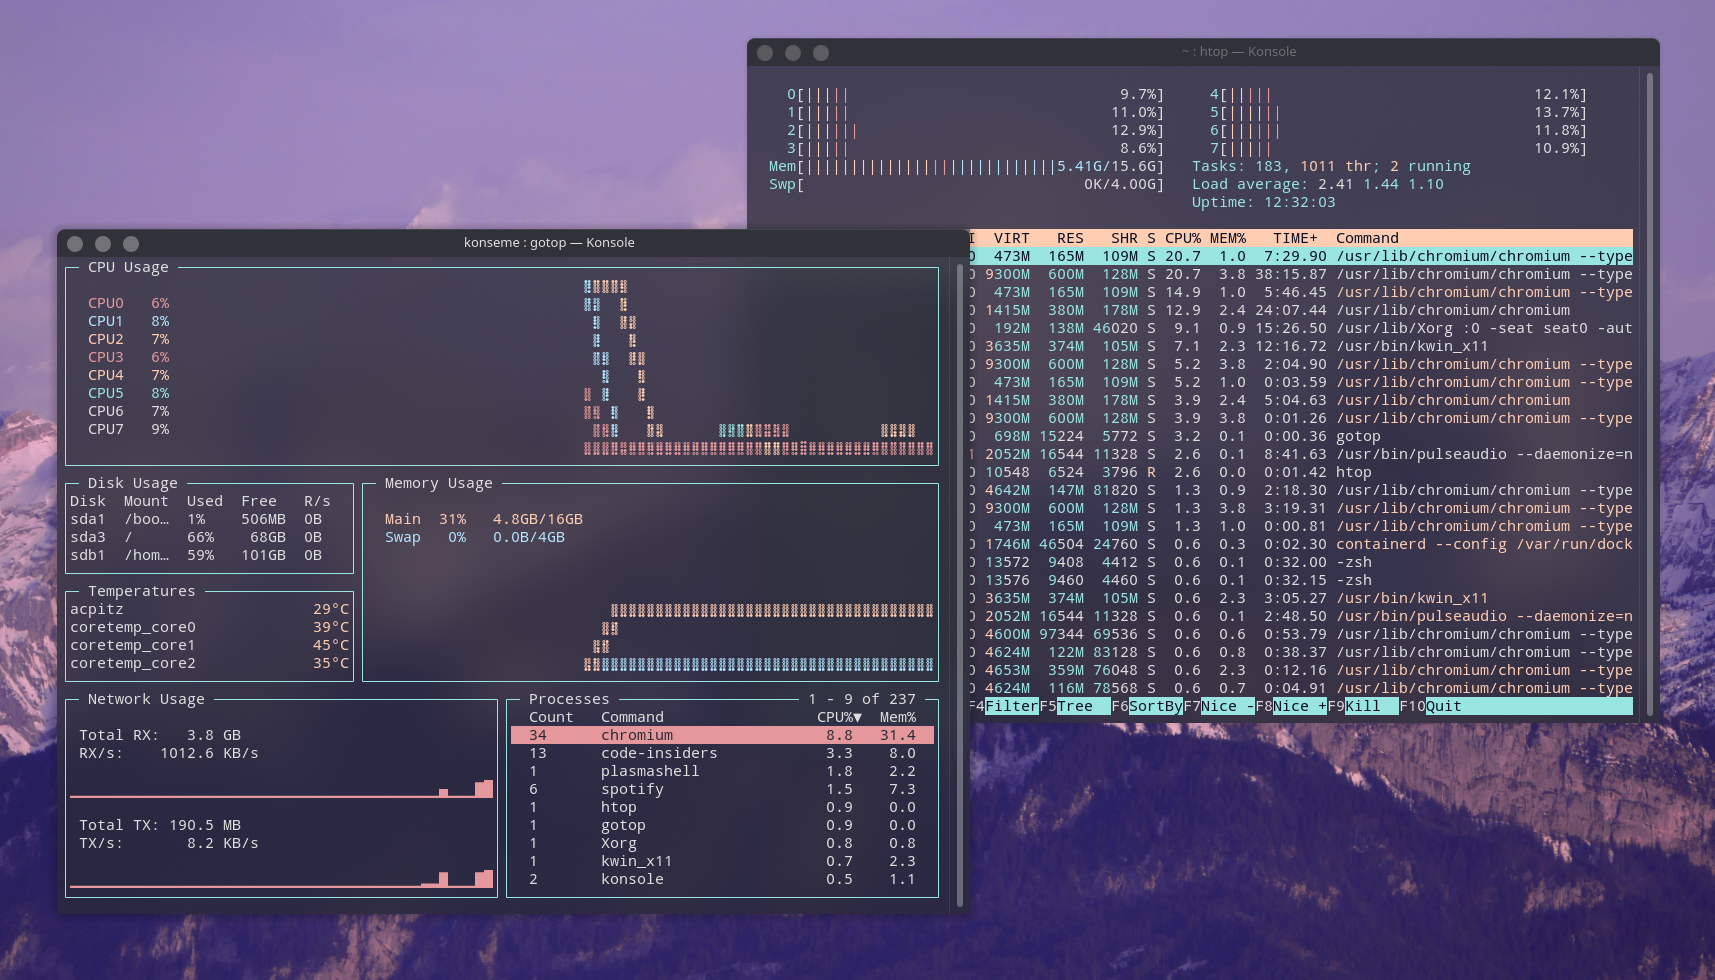 ~ : htop — Konsole
0[||||| 9.7%] 4[||||| 12.1%]
1[||||| 11.0%] 5[|||||| 13.7%]
2[|||||| 12.9%] 6[|||||| 11.8%]
3[||||| 8.6%] 7[||||| 10.9%]
Mem[||||||||||||||||||||||||||||5.41G/15.6G] Tasks: 183, 1011 thr; 2 running
Swp[ 0K/4.00G] Load average: 2.41 1.44 1.10
Uptime: 12:32:03
VIRT RES SHR S CPU% MEM% TIME+ Command
473M 165M 109M S 20.7 1.0 7:29.90 /usr/lib/chromium/chromium --type
9300M 600M 128M S 20.7 3.8 38:15.87 /usr/lib/chromium/chromium --type
473M 165M 109M S 14.9 1.0 5:46.45 /usr/lib/chromium/chromium --type
1415M 380M 178M S 12.9 2.4 24:07.44 /usr/lib/chromium/chromium
192M 138M 46020 S 9.1 0.9 15:26.50 /usr/lib/Xorg :0 -seat seat0 -aut
3635M 374M 105M S 7.1 2.3 12:16.72 /usr/bin/kwin_x11
9300M 600M 128M S 5.2 3.8 2:04.90 /usr/lib/chromium/chromium --type
473M 165M 109M S 5.2 1.0 0:03.59 /usr/lib/chromium/chromium --type
1415M 380M 178M S 3.9 2.4 5:04.63 /usr/lib/chromium/chromium
9300M 600M 128M S 3.9 3.8 0:01.26 /usr/lib/chromium/chromium --type
698M 15224 5772 S 3.2 0.1 0:00.36 gotop
2052M 16544 11328 S 2.6 0.1 8:41.63 /usr/bin/pulseaudio --daemonize=n
10548 6524 3796 R 2.6 0.0 0:01.42 htop
4642M 147M 81820 S 1.3 0.9 2:18.30 /usr/lib/chromium/chromium --type
9300M 600M 128M S 1.3 3.8 3:19.31 /usr/lib/chromium/chromium --type
473M 165M 109M S 1.3 1.0 0:00.81 /usr/lib/chromium/chromium --type
1746M 46504 24760 S 0.6 0.3 0:02.30 containerd --config /var/run/dock
13572 9408 4412 S 0.6 0.1 0:32.00 -zsh
13576 9460 4460 S 0.6 0.1 0:32.15 -zsh
3635M 374M 105M S 0.6 2.3 3:05.27 /usr/bin/kwin_x11
2052M 16544 11328 S 0.6 0.1 2:48.50 /usr/bin/pulseaudio --daemonize=n
4600M 97344 69536 S 0.6 0.6 0:53.79 /usr/lib/chromium/chromium --type
4624M 122M 83128 S 0.6 0.8 0:38.37 /usr/lib/chromium/chromium --type
4653M 359M 76048 S 0.6 2.3 0:12.16 /usr/lib/chromium/chromium --type
4624M 116M 78568 S 0.6 0.7 0:04.91 /usr/lib/chromium/chromium --type
F4Filter F5Tree F6SortBy F7Nice - F8Nice + F9Kill F10Quit
konseme : gotop — Konsole
CPU Usage
CPU0 6%
CPU1 8%
CPU2 7%
CPU3 6%
CPU4 7%
CPU5 8%
CPU6 7%
CPU7 9%
Disk Usage
Disk Mount Used Free R/s
sda1 /boo… 1% 506MB 0B
sda3 / 66% 68GB 0B
sdb1 /hom… 59% 101GB 0B
Memory Usage
Main 31% 4.8GB/16GB
Swap 0% 0.0B/4GB
Temperatures
acpitz 29°C
coretemp_core0 39°C
coretemp_core1 45°C
coretemp_core2 35°C
Network Usage
Total RX: 3.8 GB
RX/s: 1012.6 KB/s
Total TX: 190.5 MB
TX/s: 8.2 KB/s
Processes 1 - 9 of 237
Count Command CPU%▼ Mem%
34 chromium 8.8 31.4
13 code-insiders 3.3 8.0
1 plasmashell 1.8 2.2
6 spotify 1.5 7.3
1 htop 0.9 0.0
1 gotop 0.9 0.0
1 Xorg 0.8 0.8
1 kwin_x11 0.7 2.3
2 konsole 0.5 1.1